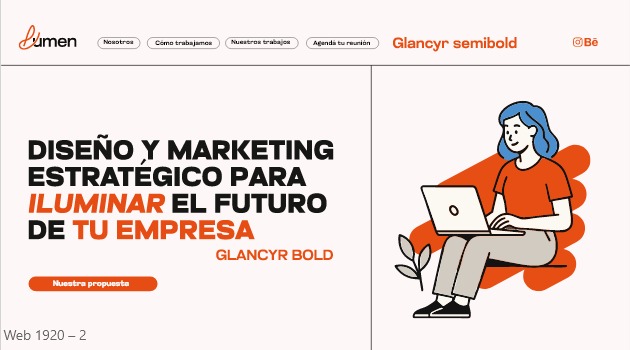 Lumen
Nosotros
Cómo trabajamos
Nuestros trabajos
Agenda tu reunión
Glancyr semibold
Bē
DISEÑO Y MARKETING
ESTRATÉGICO PARA
ILUMINAR EL FUTURO
DE TU EMPRESA
GLANCYR BOLD
Nuestra propuesta
Web 1920 – 2